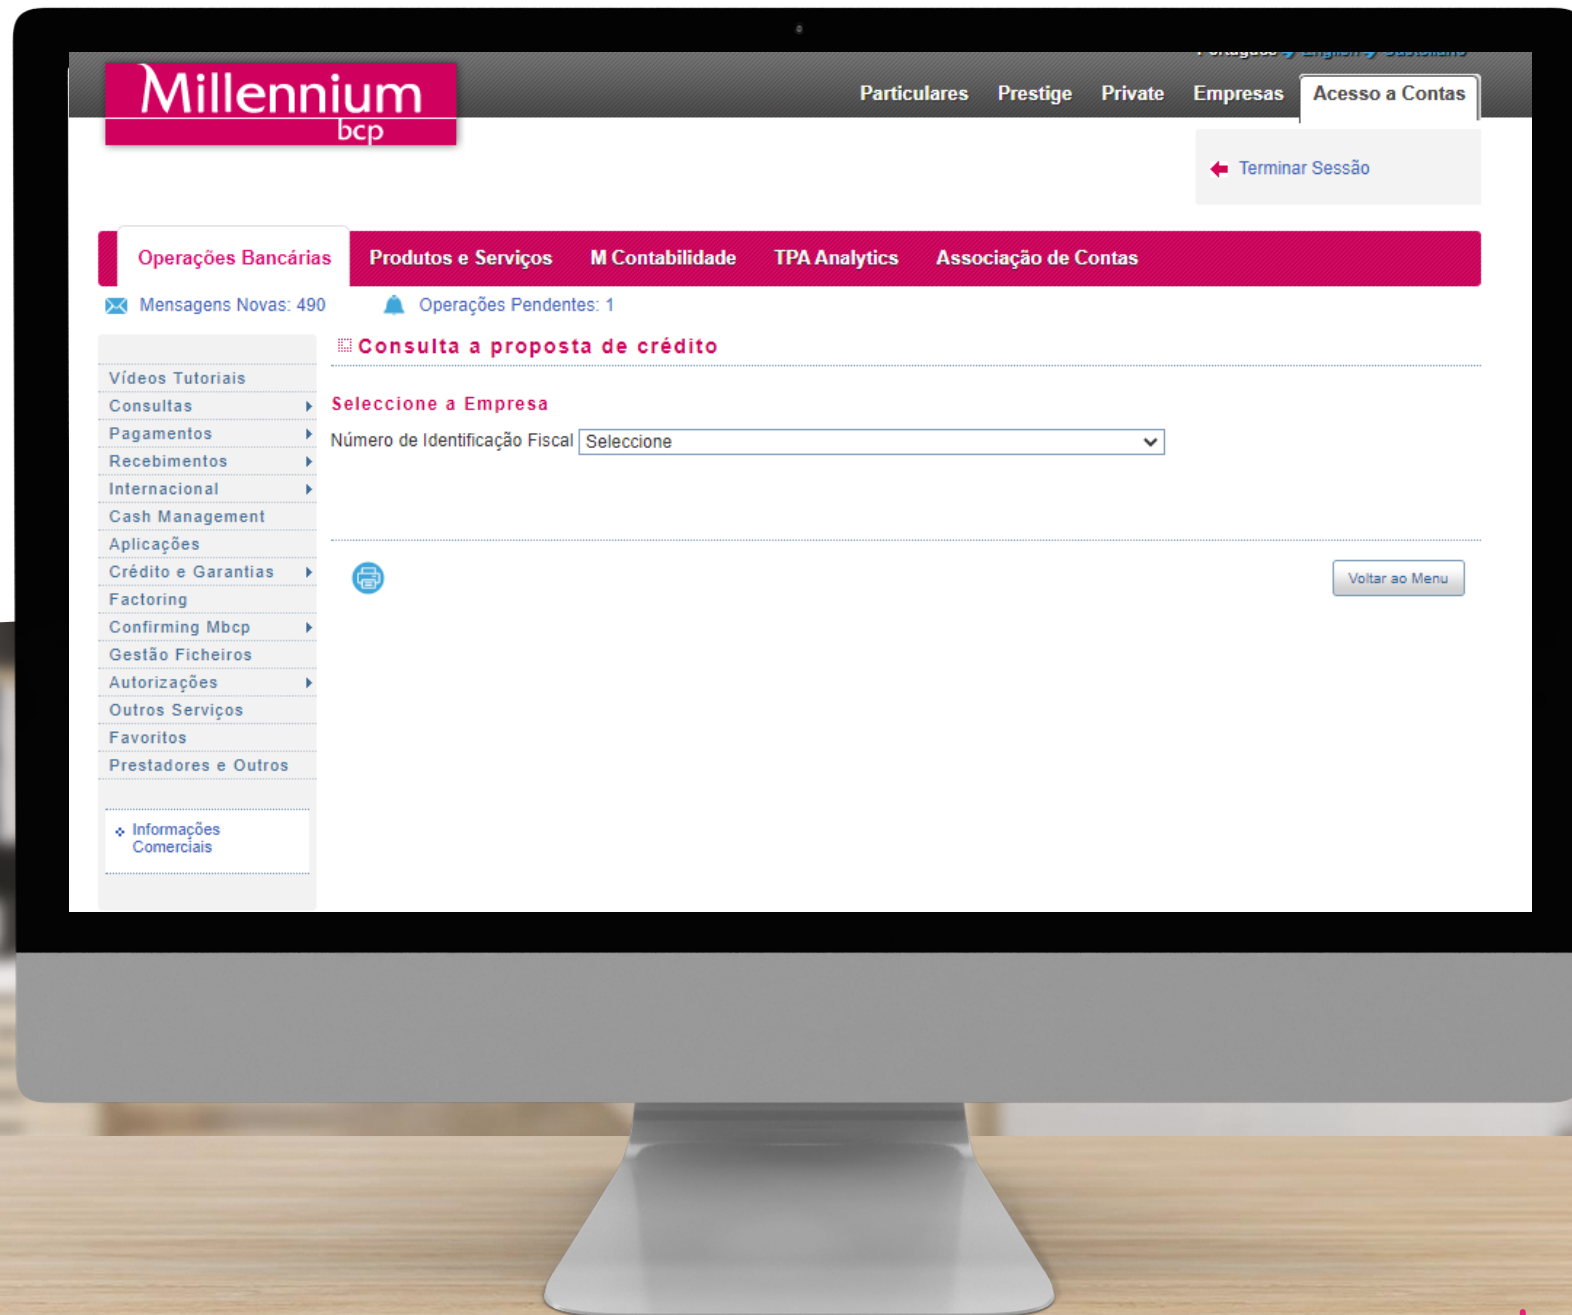 Português English Castellano
Millennium
bcp
Particulares Prestige Private Empresas Acesso a Contas
Terminar Sessão
Operações Bancárias Produtos e Serviços M Contabilidade TPA Analytics Associação de Contas
Mensagens Novas: 490 Operações Pendentes: 1
Consulta a proposta de crédito
Vídeos Tutoriais
Consultas
Pagamentos
Recebimentos
Internacional
Cash Management
Aplicações
Crédito e Garantias
Factoring
Confirming Mbcp
Gestão Ficheiros
Autorizações
Outros Serviços
Favoritos
Prestadores e Outros
Informações
Comerciais
Seleccione a Empresa
Número de Identificação Fiscal Seleccione
Voltar ao Menu